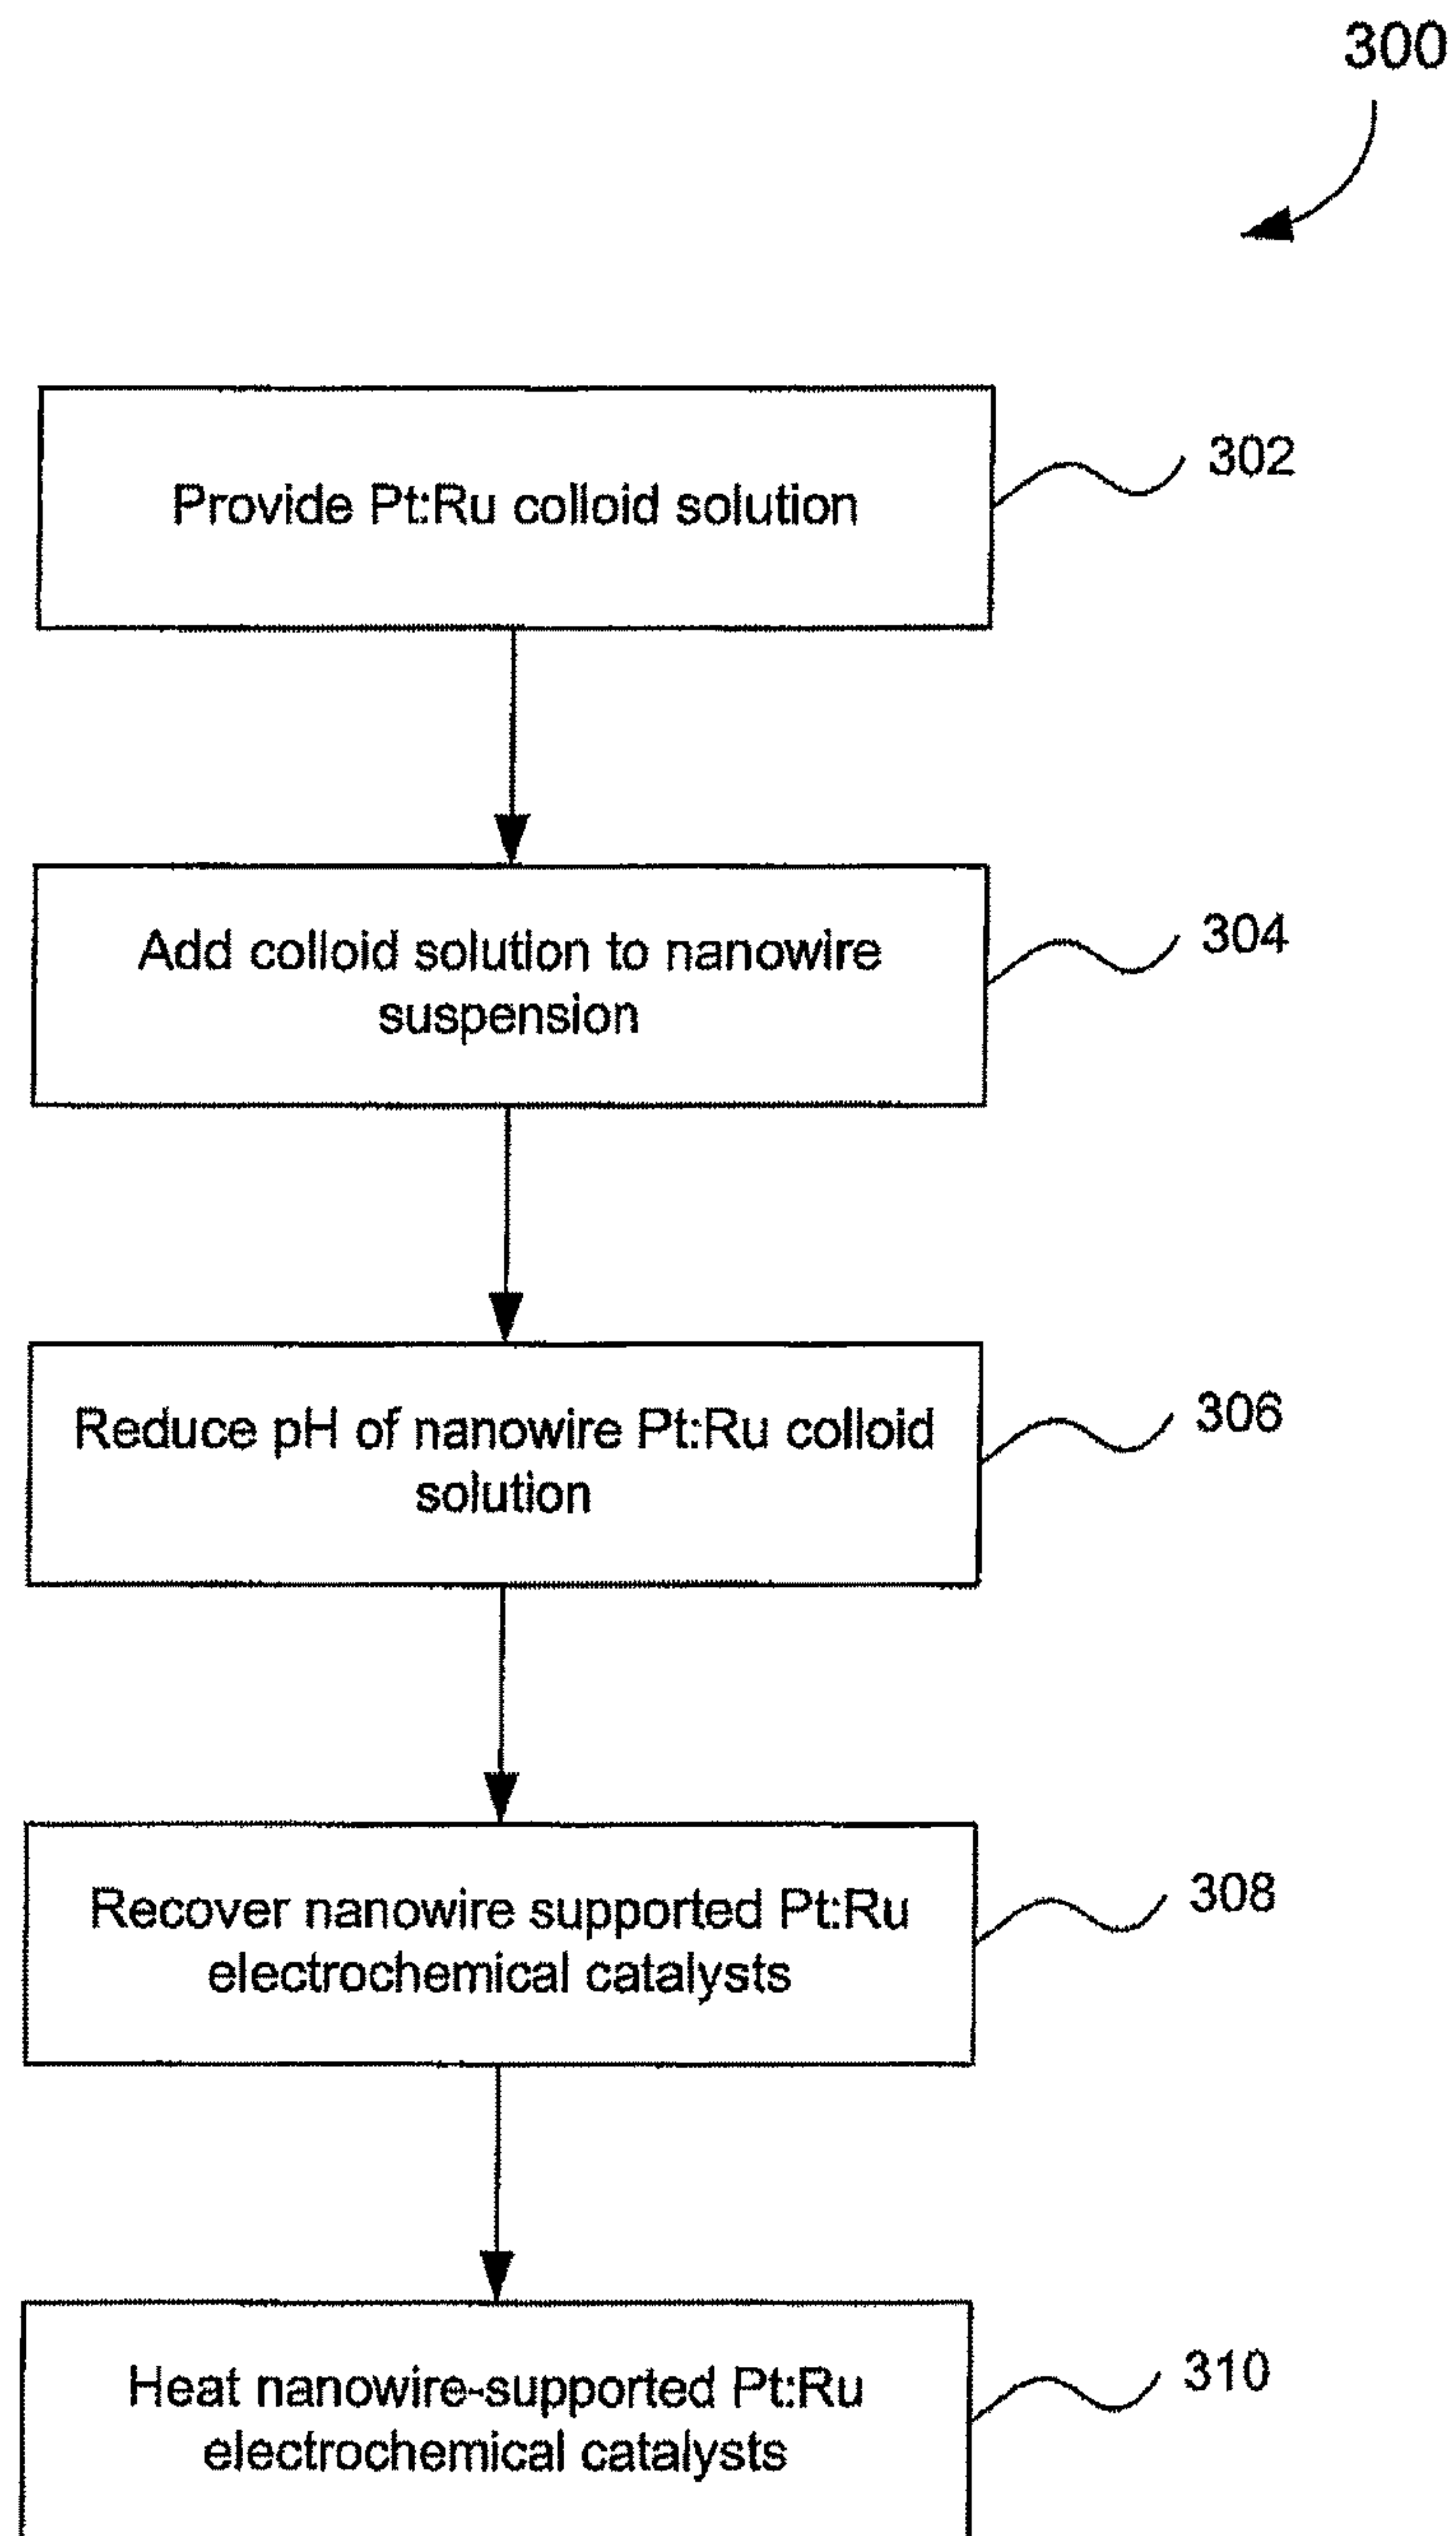 300
Provide Pt:Ru colloid solution
302
Add colloid solution to nanowire
suspension
304
Reduce pH of nanowire Pt:Ru colloid
solution
306
Recover nanowire supported Pt:Ru
electrochemical catalysts
308
Heat nanowire-supported Pt:Ru
electrochemical catalysts
310